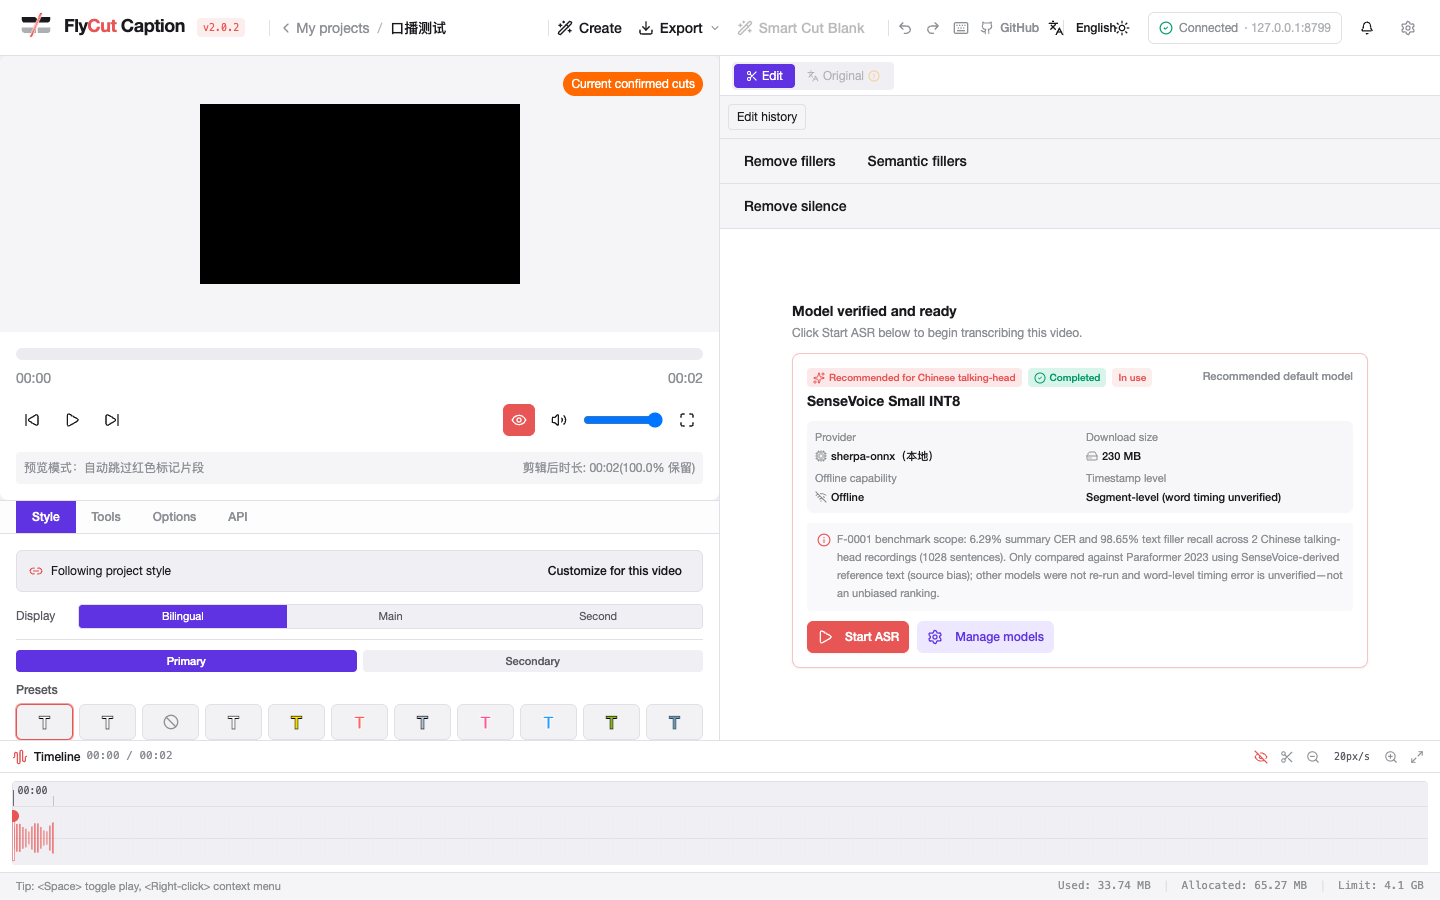 FlyCut Caption v2.0.2
My projects / 口播测试
Create
Export
Smart Cut Blank
GitHub
English
Connected · 127.0.0.1:8799
Current confirmed cuts
Edit
Original
Edit history
Remove fillers
Semantic fillers
Remove silence
00:00
00:02
预览模式：自动跳过红色标记片段
剪辑后时长: 00:02(100.0% 保留)
Model verified and ready
Click Start ASR below to begin transcribing this video.
Recommended for Chinese talking-head
Completed
In use
Recommended default model
SenseVoice Small INT8
Provider
sherpa-onnx（本地）
Download size
230 MB
Offline capability
Offline
Timestamp level
Segment-level (word timing unverified)
F-0001 benchmark scope: 6.29% summary CER and 98.65% text filler recall across 2 Chinese talking-
head recordings (1028 sentences). Only compared against Paraformer 2023 using SenseVoice-derived
reference text (source bias); other models were not re-run and word-level timing error is unverified—not
an unbiased ranking.
Start ASR
Manage models
Style
Tools
Options
API
Following project style
Customize for this video
Display
Bilingual
Main
Second
Primary
Secondary
Presets
T
T
T
T
T
T
T
T
T
T
Timeline 00:00 / 00:02
20px/s
00:00
Tip: <Space> toggle play, <Right-click> context menu
Used: 33.74 MB
Allocated: 65.27 MB
Limit: 4.1 GB